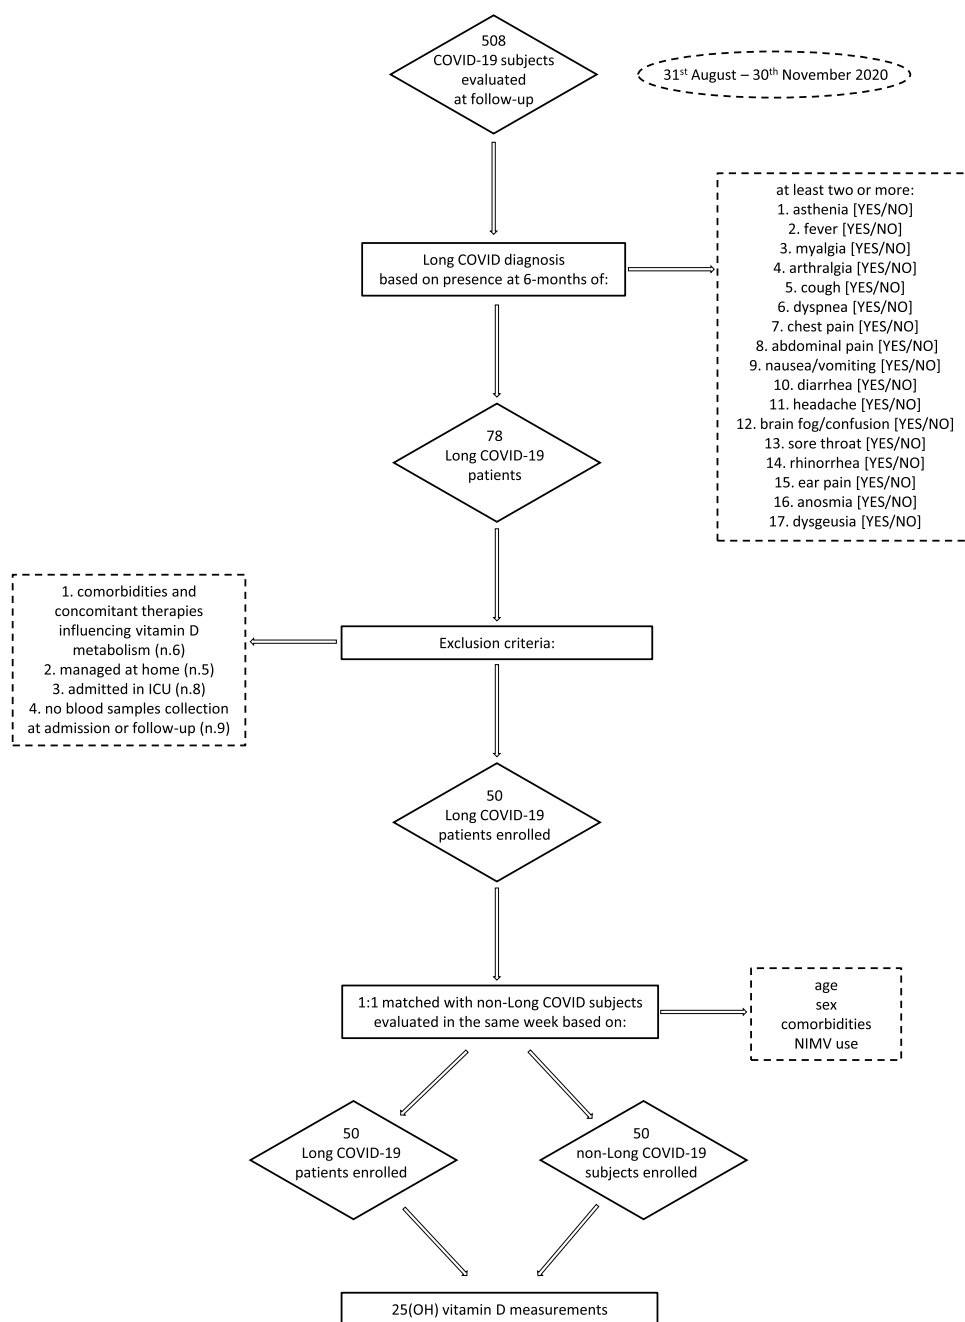 508
COVID-19 subjects
evaluated
at follow-up
31st August – 30th November 2020
Long COVID diagnosis
based on presence at 6-months of:
at least two or more:
1. asthenia [YES/NO]
2. fever [YES/NO]
3. myalgia [YES/NO]
4. arthralgia [YES/NO]
5. cough [YES/NO]
6. dyspnea [YES/NO]
7. chest pain [YES/NO]
8. abdominal pain [YES/NO]
9. nausea/vomiting [YES/NO]
10. diarrhea [YES/NO]
11. headache [YES/NO]
12. brain fog/confusion [YES/NO]
13. sore throat [YES/NO]
14. rhinorrhea [YES/NO]
15. ear pain [YES/NO]
16. anosmia [YES/NO]
17. dysgeusia [YES/NO]
78
Long COVID-19
patients
Exclusion criteria:
1. comorbidities and
concomitant therapies
influencing vitamin D
metabolism (n.6)
2. managed at home (n.5)
3. admitted in ICU (n.8)
4. no blood samples collection
at admission or follow-up (n.9)
50
Long COVID-19
patients enrolled
1:1 matched with non-Long COVID subjects
evaluated in the same week based on:
age
sex
comorbidities
NIMV use
50
Long COVID-19
patients enrolled
50
non-Long COVID-19
subjects enrolled
25(OH) vitamin D measurements